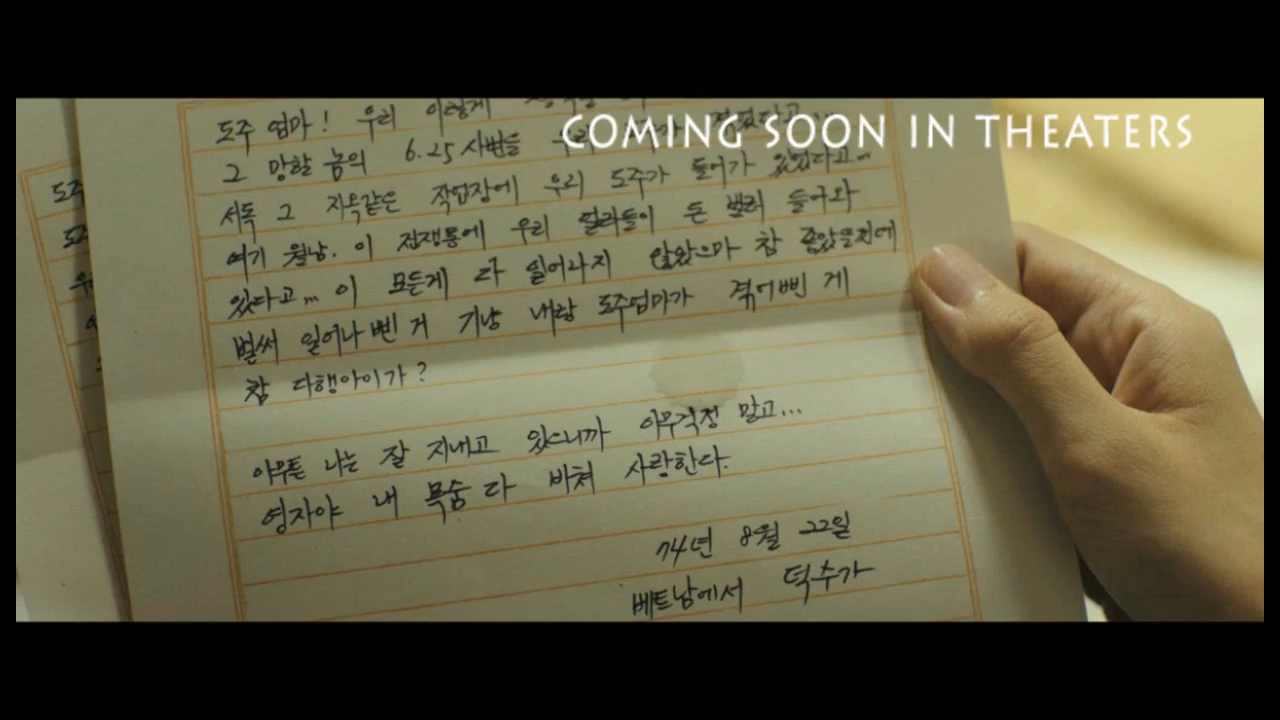 COMING SOON IN THEATERS
도주 엄마! 우리 이렇게
그 망할 놈의 6.25 사변을 우리
서독 그 지옥같은 작업장에 우리 도주가 들어가 있었다고...
여기 월남. 이 전쟁통에 우리 얼라들이 돈 벌러 들어와
있다고... 이 모든게 다 일어나지 않았으마 참
벌써 일어나 삔 거 기냥 내랑 도주엄마가 겪어삔 게
참 다행아이가?
아무튼 나는 잘 지내고 있으니까 아무걱정 말고...
영자야 내 목숨 다 바쳐 사랑한다.
74년 8월 22일
베트남에서 덕수가